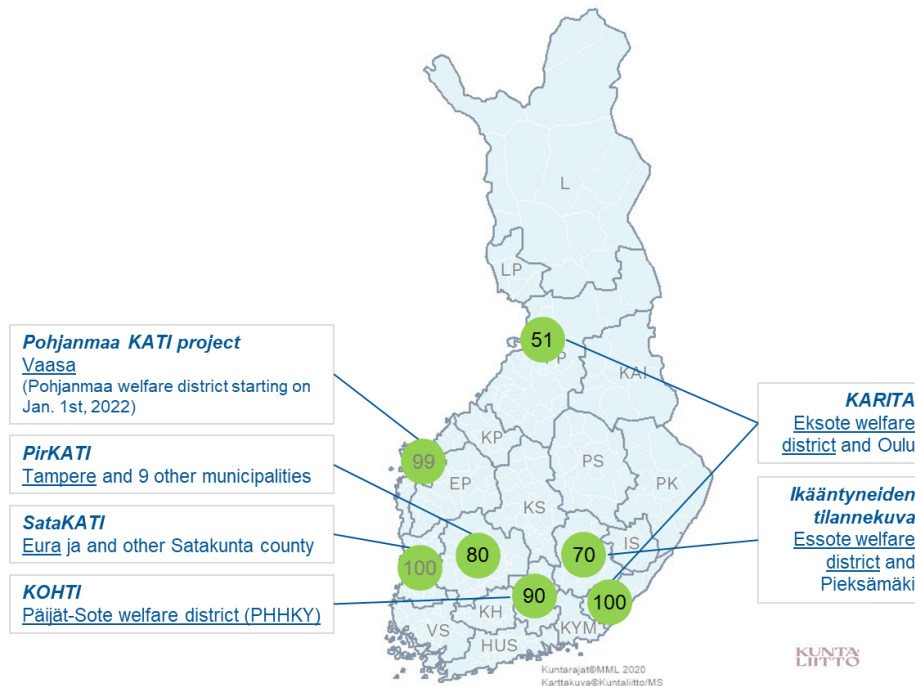 L
LP
51
PP
KAI
Pohjanmaa KATI project
Vaasa
(Pohjanmaa welfare district starting on
Jan. 1st, 2022)
PirKATI
Tampere and 9 other municipalities
SataKATI
Eura ja and other Satakunta county
KOHTI
Päijät-Sote welfare district (PHHKY)
KARITA
Eksote welfare
district and Oulu
Ikääntyneiden
tilannekuva
Essote welfare
district and
Pieksämäki
KP
99
EP
PS
PK
KS
IS
80
70
100
90
100
KH
VS
KYM
HUS
Kuntarajat©MML 2020
Karttakuva©Kuntaliitto/MS
KUNTA
LIITTO